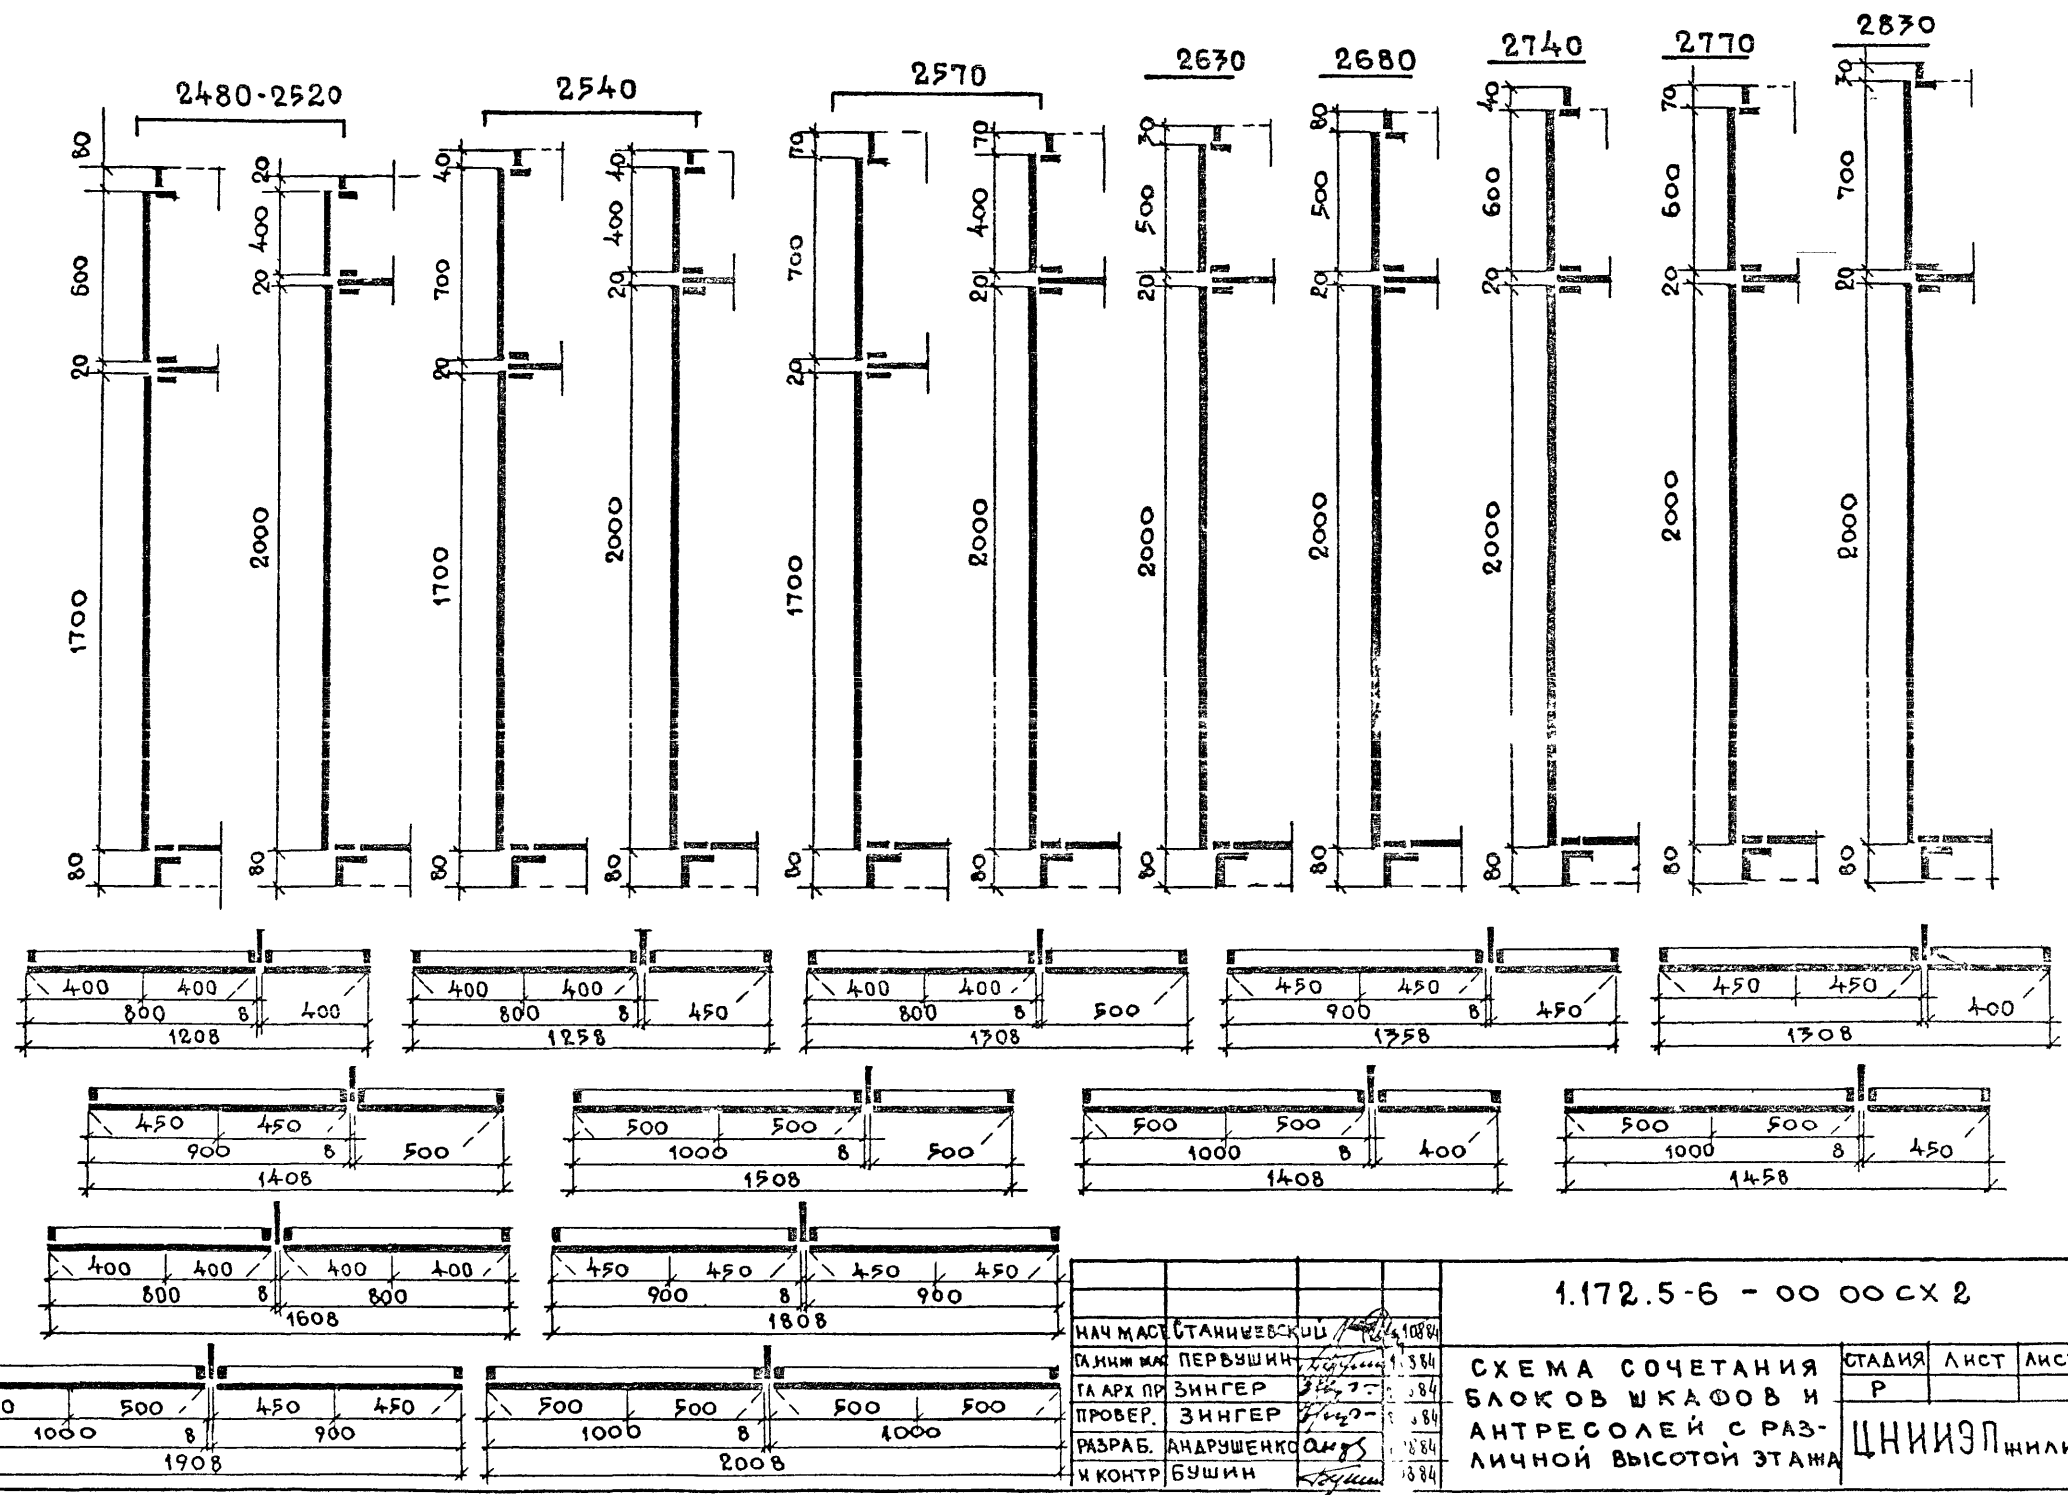 2480-2520
2540
2570
2630
2680
2740
2770
2830
80 600 20 1700 80
20 400 20 2000 80
40 700 20 1700 80
40 400 20 2000 80
70 700 20 1700 80
70 400 20 2000 80
30 500 20 2000 80
80 500 20 2000 80
40 600 20 2000 80
70 600 20 2000 80
30 700 20 2000 80
400 400 400 400 400 400 450 450 450 450
800 8 400 800 8 450 800 8 500 900 8 450 8 400
1208 1258 1308 1358 1308
450 450 500 500 500 500 500 500
900 8 500 1000 8 500 1000 8 400 1000 8 450
1408 1508 1408 1458
400 400 400 400 450 450 450 450
800 8 800 900 8 900
1608 1808
500 450 450 500 500 500 500
1000 8 900 1000 8 1000
1908 2008
1.172.5-6 - 00 00 СХ 2
НАЧ МАСТ СТАНИШЕВСКИЙ 10884
ПЕРВУШИН
ГЛ АРХ ПР ЗИНГЕР 84
ПРОВЕР. ЗИНГЕР 84
РАЗРАБ. АНДРУШЕНКО 84
Н КОНТР БУШИН 84
СХЕМА СОЧЕТАНИЯ
БЛОКОВ ШКАФОВ И
АНТРЕСОЛЕЙ С РАЗ-
ЛИЧНОЙ ВЫСОТОЙ ЭТАЖА
СТАДИЯ ЛИСТ ЛИСТ
Р
ЦНИИЭП ЖИЛИ